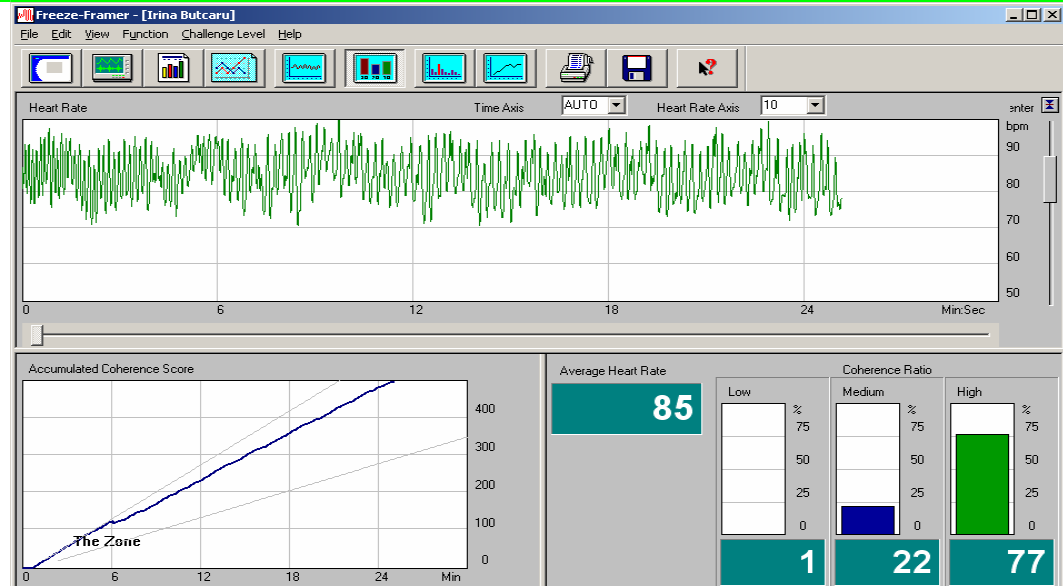 Freeze-Framer - [Irina Butcaru]
File Edit View Function Challenge Level Help
Heart Rate Time Axis AUTO Heart Rate Axis 10 enter
bpm
90
80
70
60
50
0 6 12 18 24 Min:Sec
Accumulated Coherence Score
400
300
200
100
0
The Zone
0 6 12 18 24 Min
Average Heart Rate
85
Coherence Ratio
Low Medium High
% % %
75 75 75
50 50 50
25 25 25
0 0 0
1 22 77